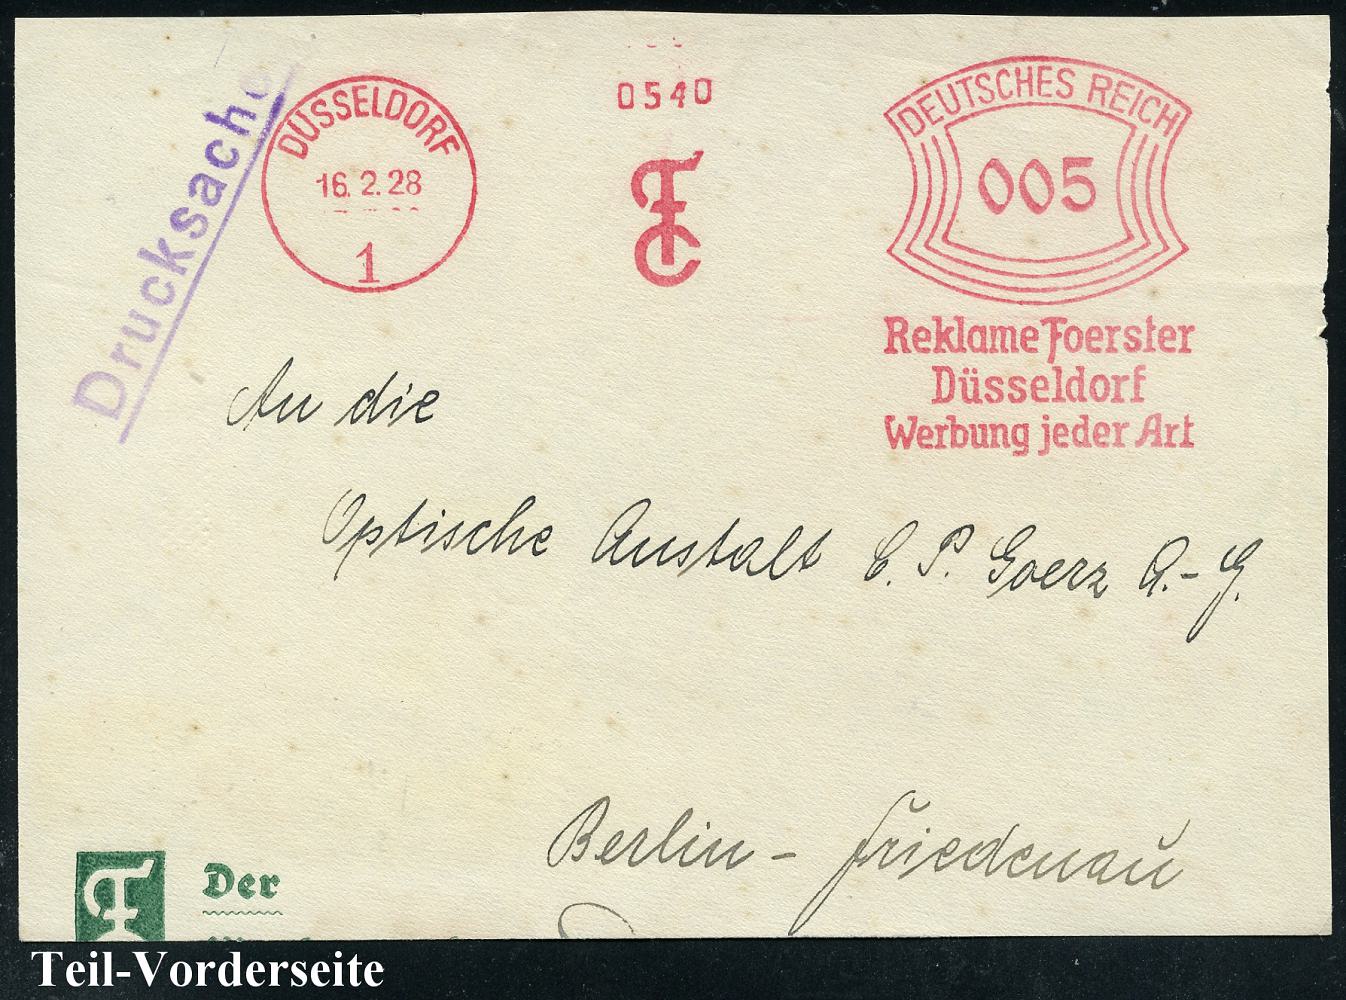 Drucksache
DÜSSELDORF
16.2.28
1
0540
FC
DEUTSCHES REICH
005
Reklame Foerster
Düsseldorf
Werbung jeder Art
An die
Optische Anstalt C. P. Goerz A.-G.
Berlin - Friedenau
F
Der
Teil-Vorderseite